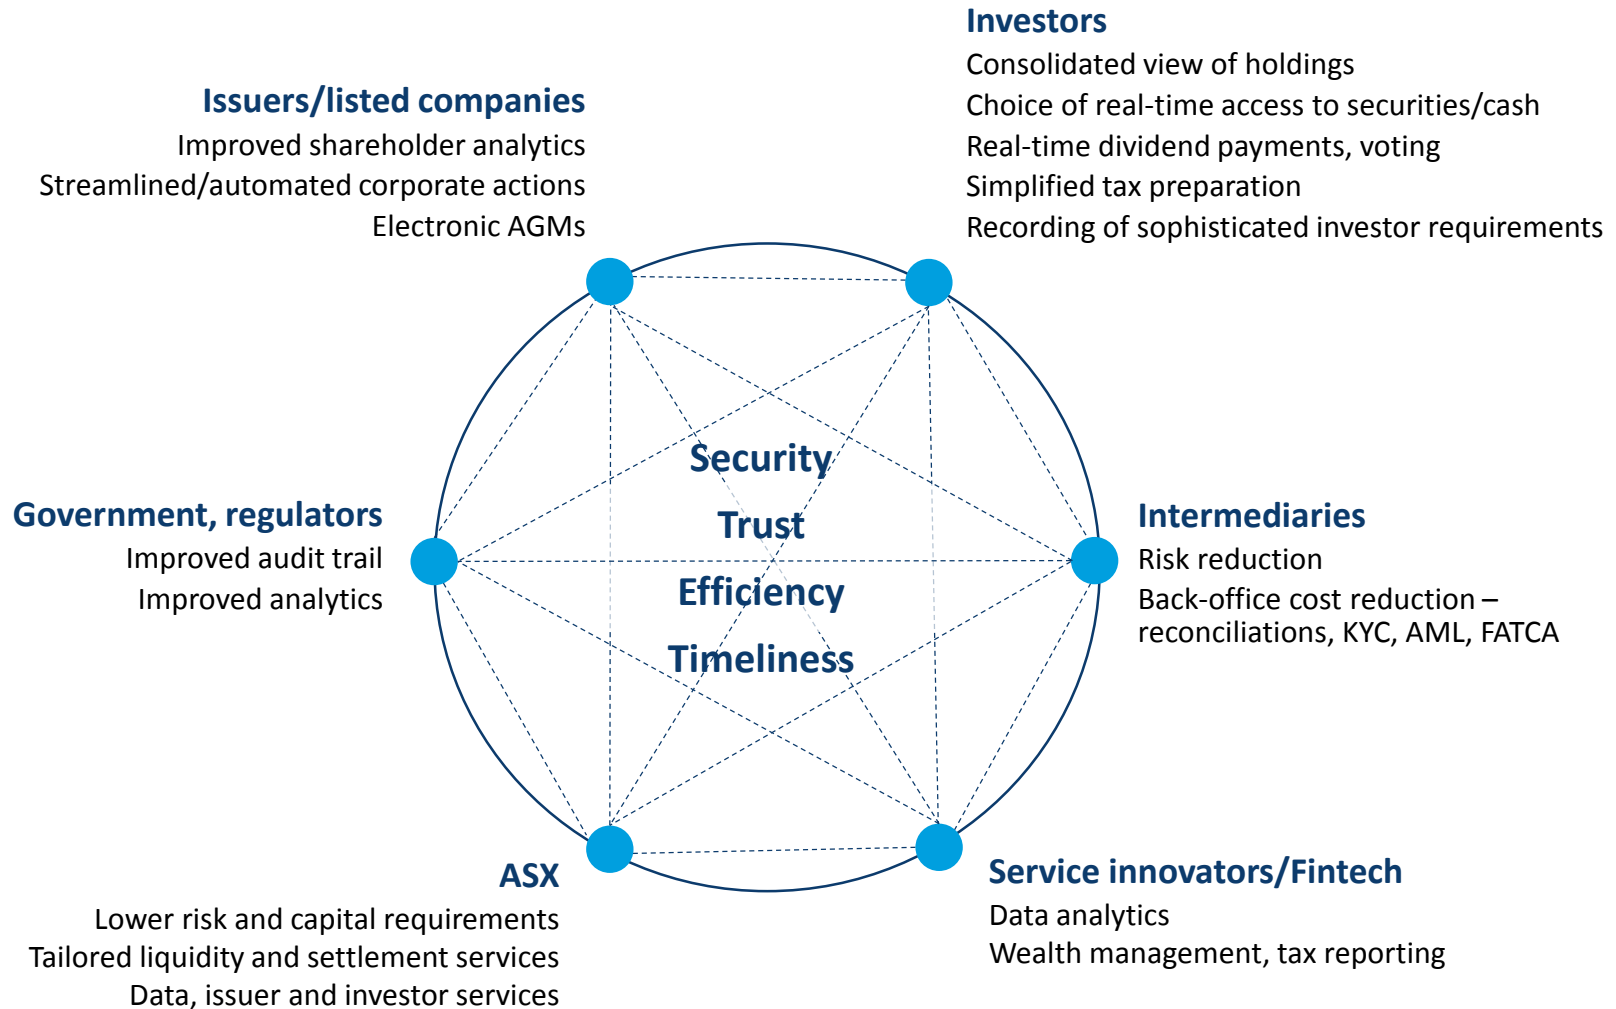 Investors
Consolidated view of holdings
Choice of real-time access to securities/cash
Real-time dividend payments, voting
Simplified tax preparation
Recording of sophisticated investor requirements
Issuers/listed companies
Improved shareholder analytics
Streamlined/automated corporate actions
Electronic AGMs
Security
Trust
Efficiency
Timeliness
Government, regulators
Improved audit trail
Improved analytics
Intermediaries
Risk reduction
Back-office cost reduction –
reconciliations, KYC, AML, FATCA
ASX
Lower risk and capital requirements
Tailored liquidity and settlement services
Data, issuer and investor services
Service innovators/Fintech
Data analytics
Wealth management, tax reporting